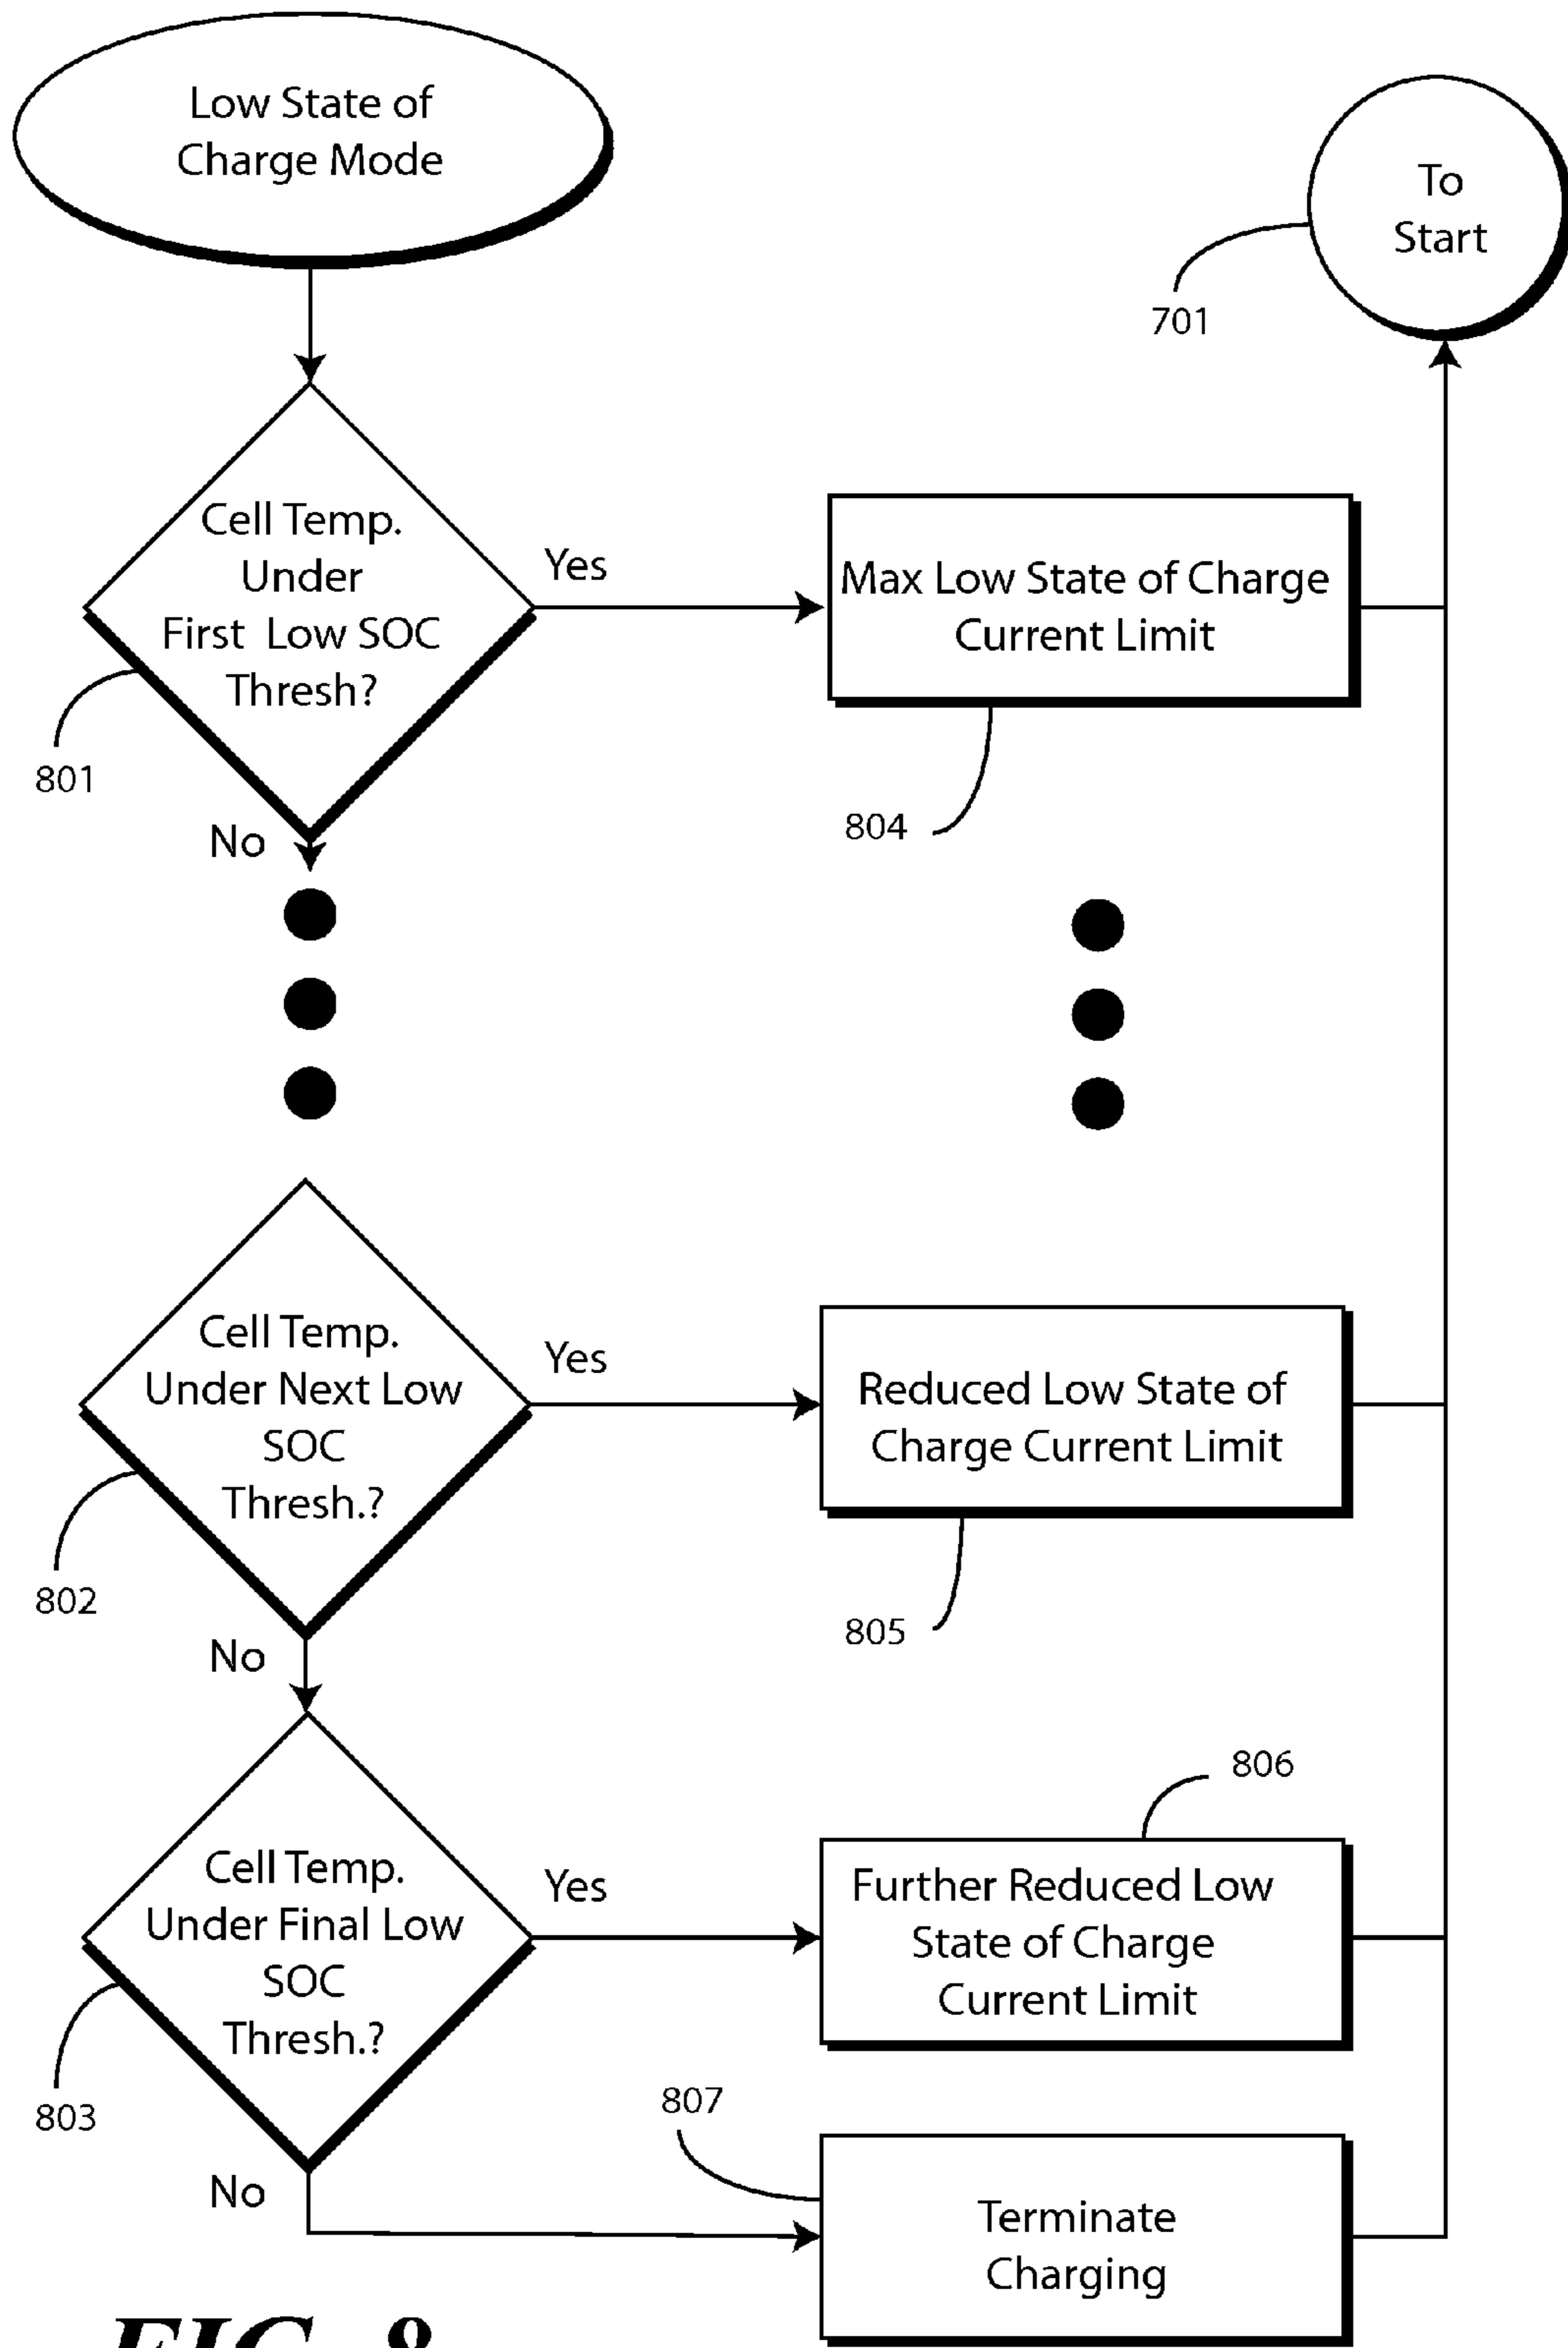 Low State of
Charge Mode
To
Start
701
Cell Temp.
Under
First Low SOC
Thresh?
Yes
Max Low State of Charge
Current Limit
801
804
No
Cell Temp.
Under Next Low
SOC
Thresh.?
Yes
Reduced Low State of
Charge Current Limit
802
805
No
806
Cell Temp.
Under Final Low
SOC
Thresh.?
Yes
Further Reduced Low
State of Charge
Current Limit
803
807
No
Terminate
Charging
FIG. 8